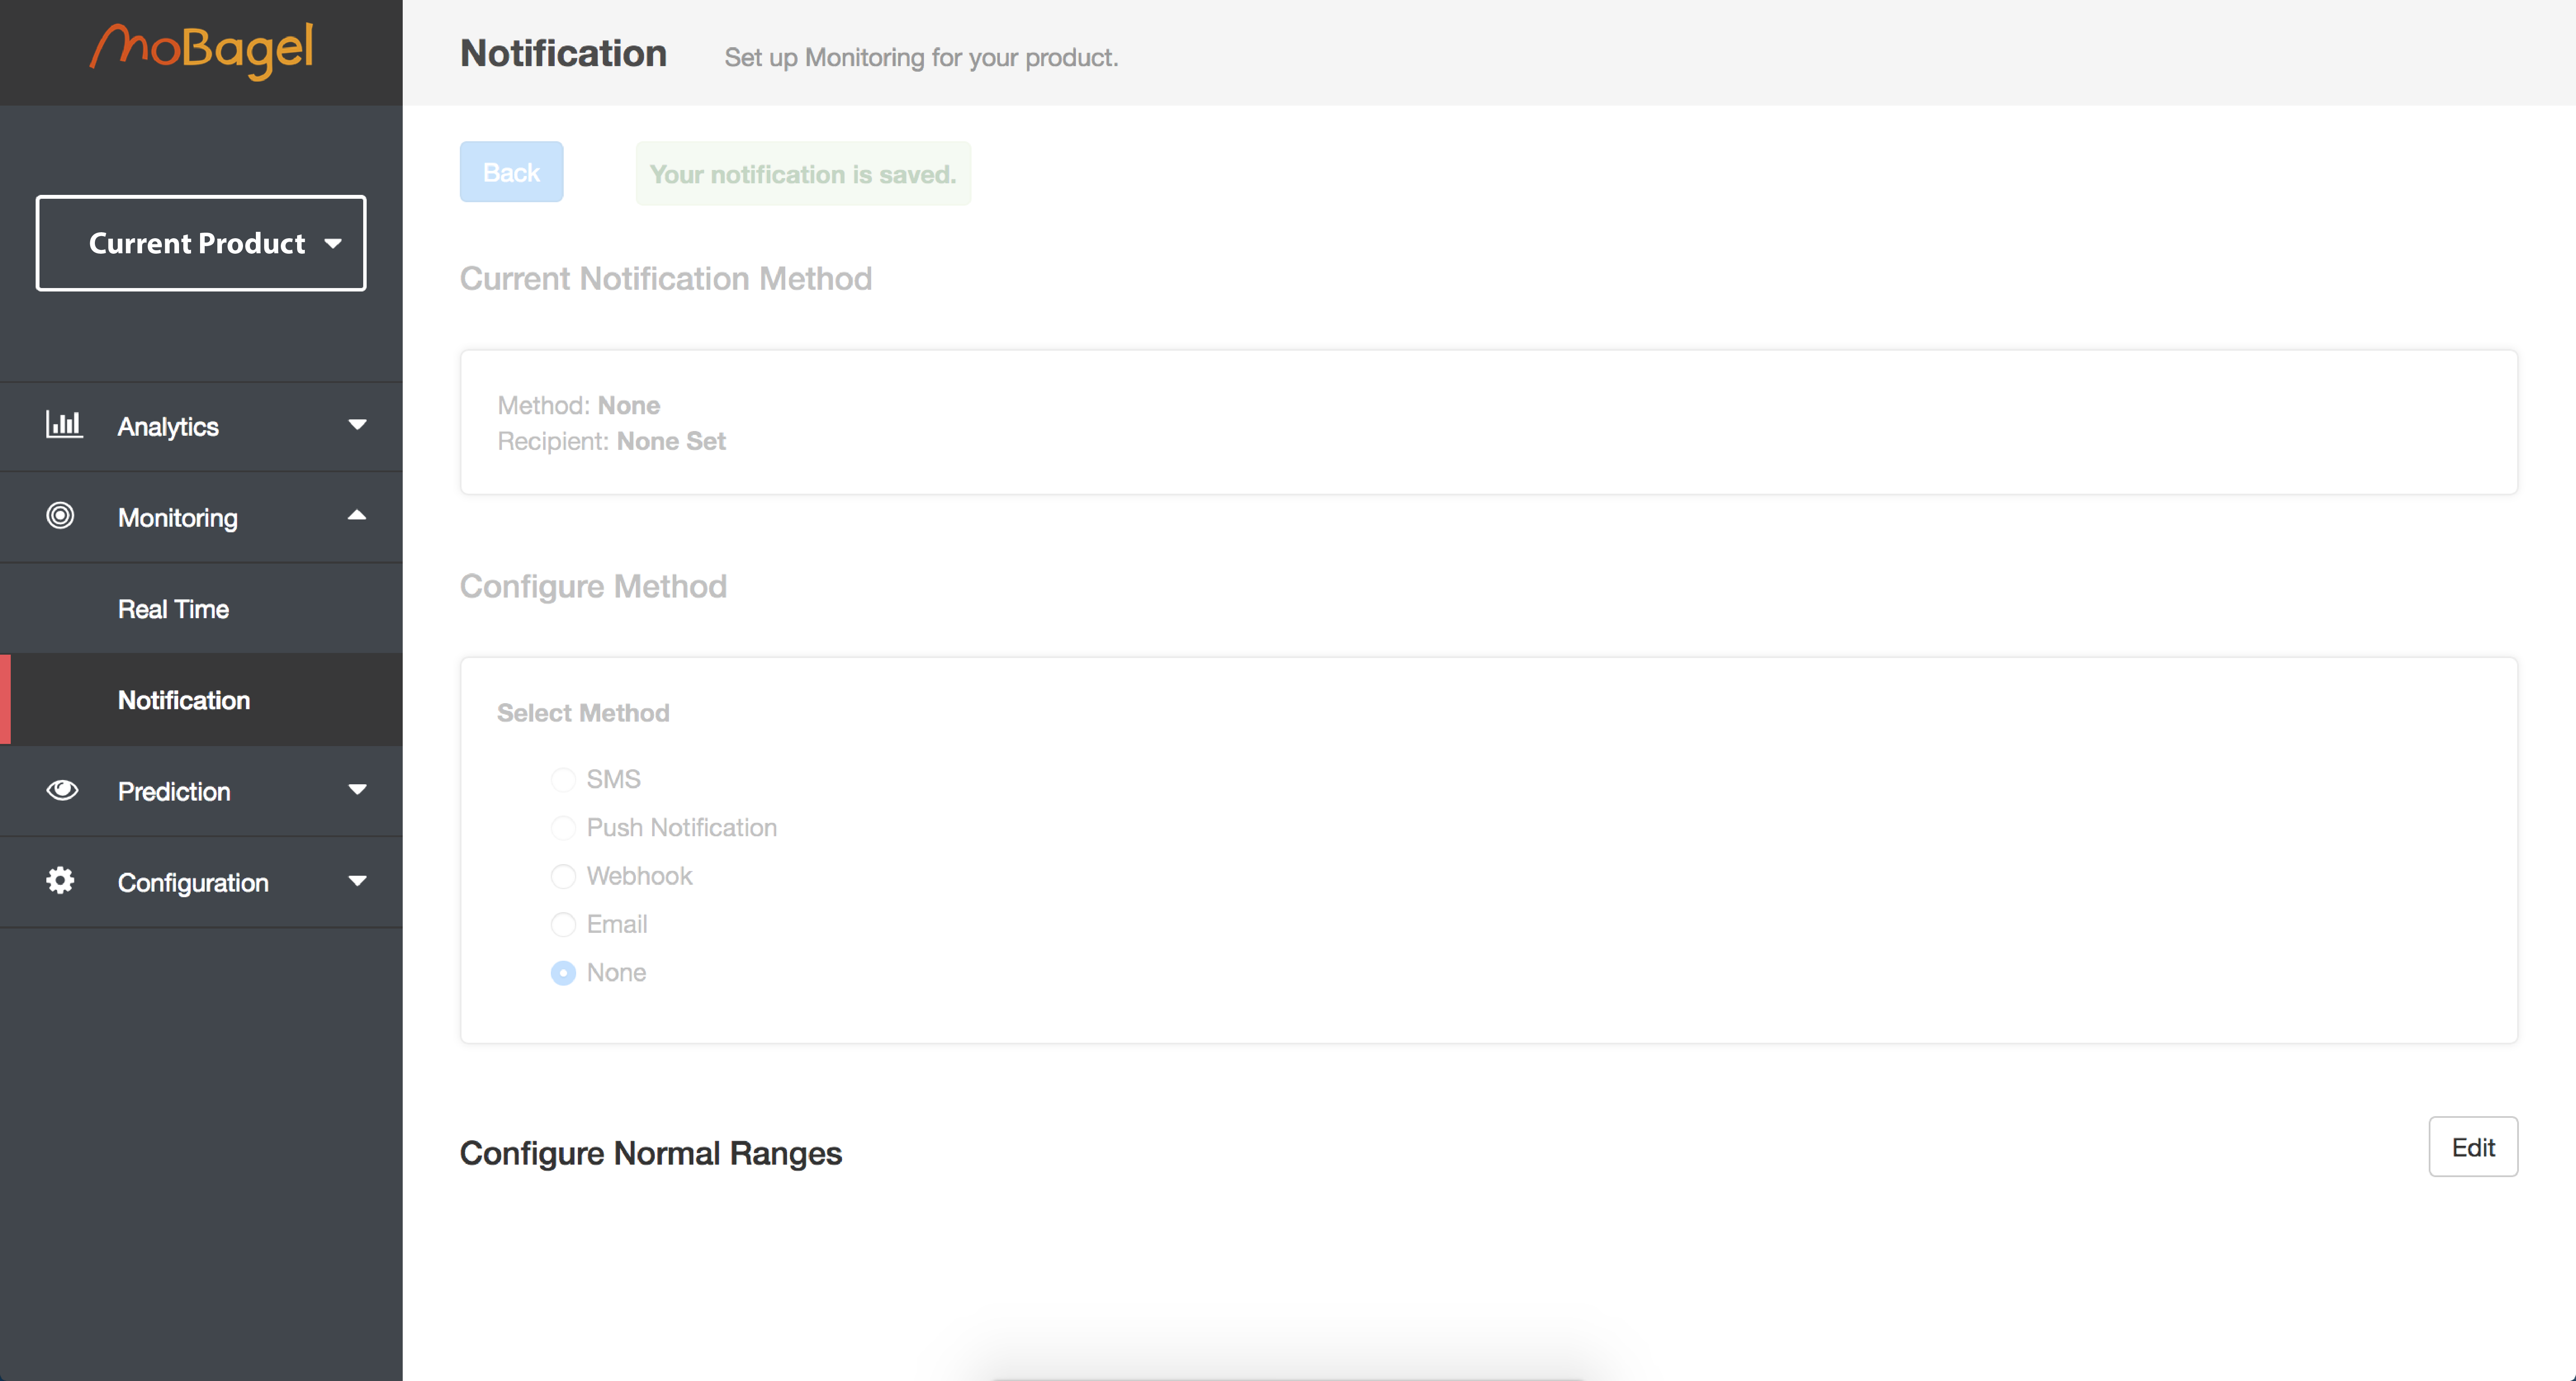 MoBagel
Notification
Set up Monitoring for your product.
Current Product
Analytics
Monitoring
Real Time
Notification
Prediction
Configuration
Back
Your notification is saved.
Current Notification Method
Method: None
Recipient: None Set
Configure Method
Select Method
SMS
Push Notification
Webhook
Email
None
Configure Normal Ranges
Edit